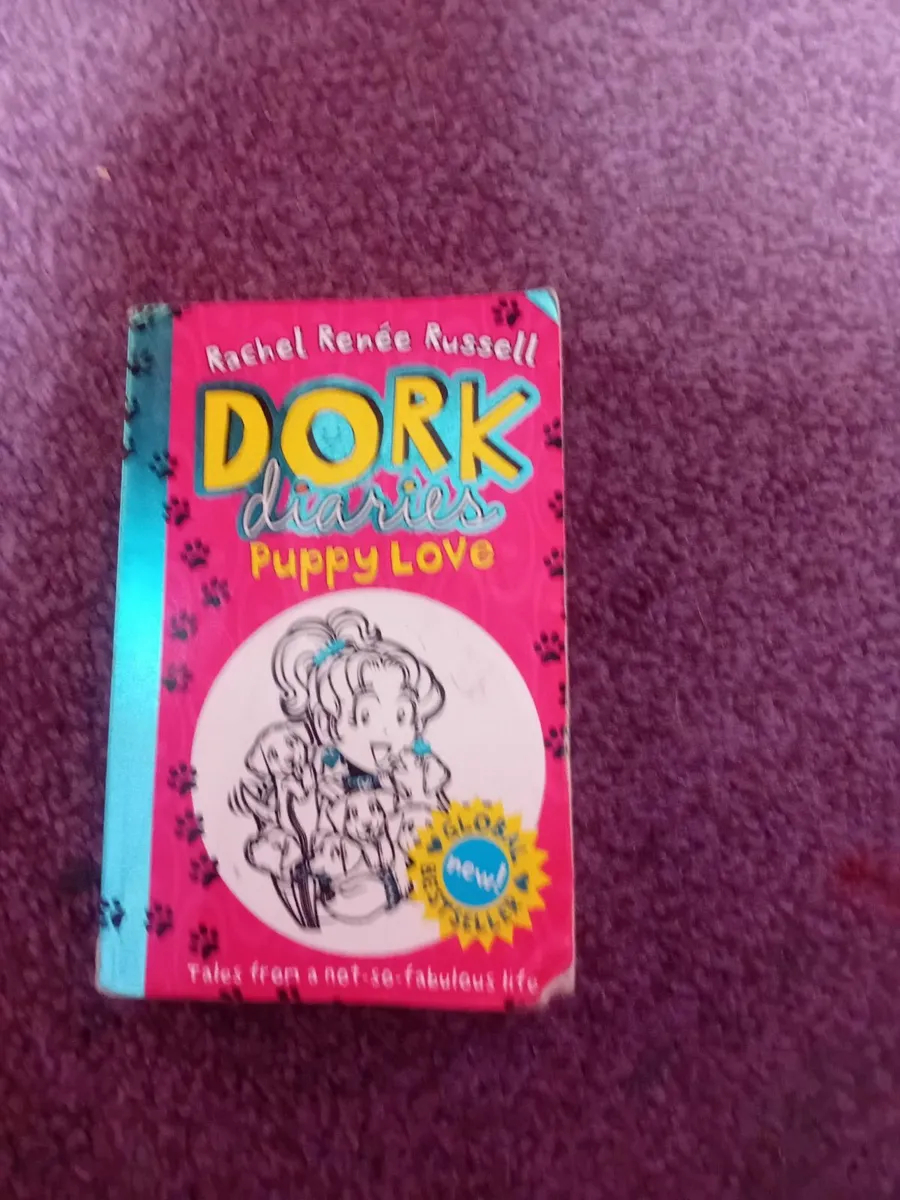 Rachel Renée Russell
DORK
diaries
Puppy Love
GLOBAL
new!
BESTSELLER
Tales from a not-so-fabulous life